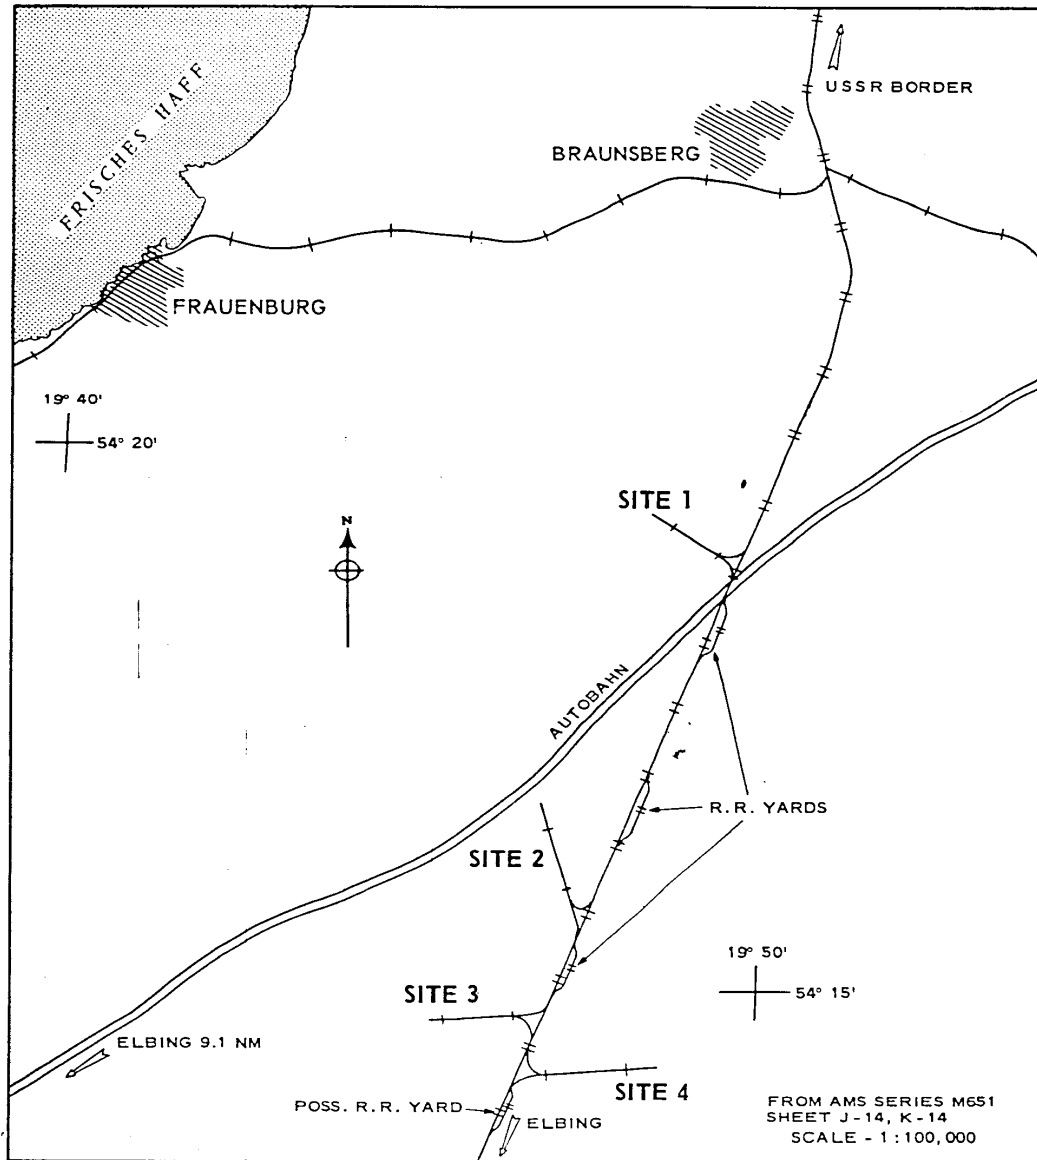 USSR BORDER
BRAUNSBERG
FRISCHES HAFF
FRAUENBURG
19° 40'
54° 20'
SITE 1
N
AUTOBAHN
R.R. YARDS
SITE 2
19° 50'
54° 15'
SITE 3
ELBING 9.1 NM
SITE 4
POSS. R.R. YARD
ELBING
FROM AMS SERIES M651
SHEET J-14, K-14
SCALE - 1:100,000